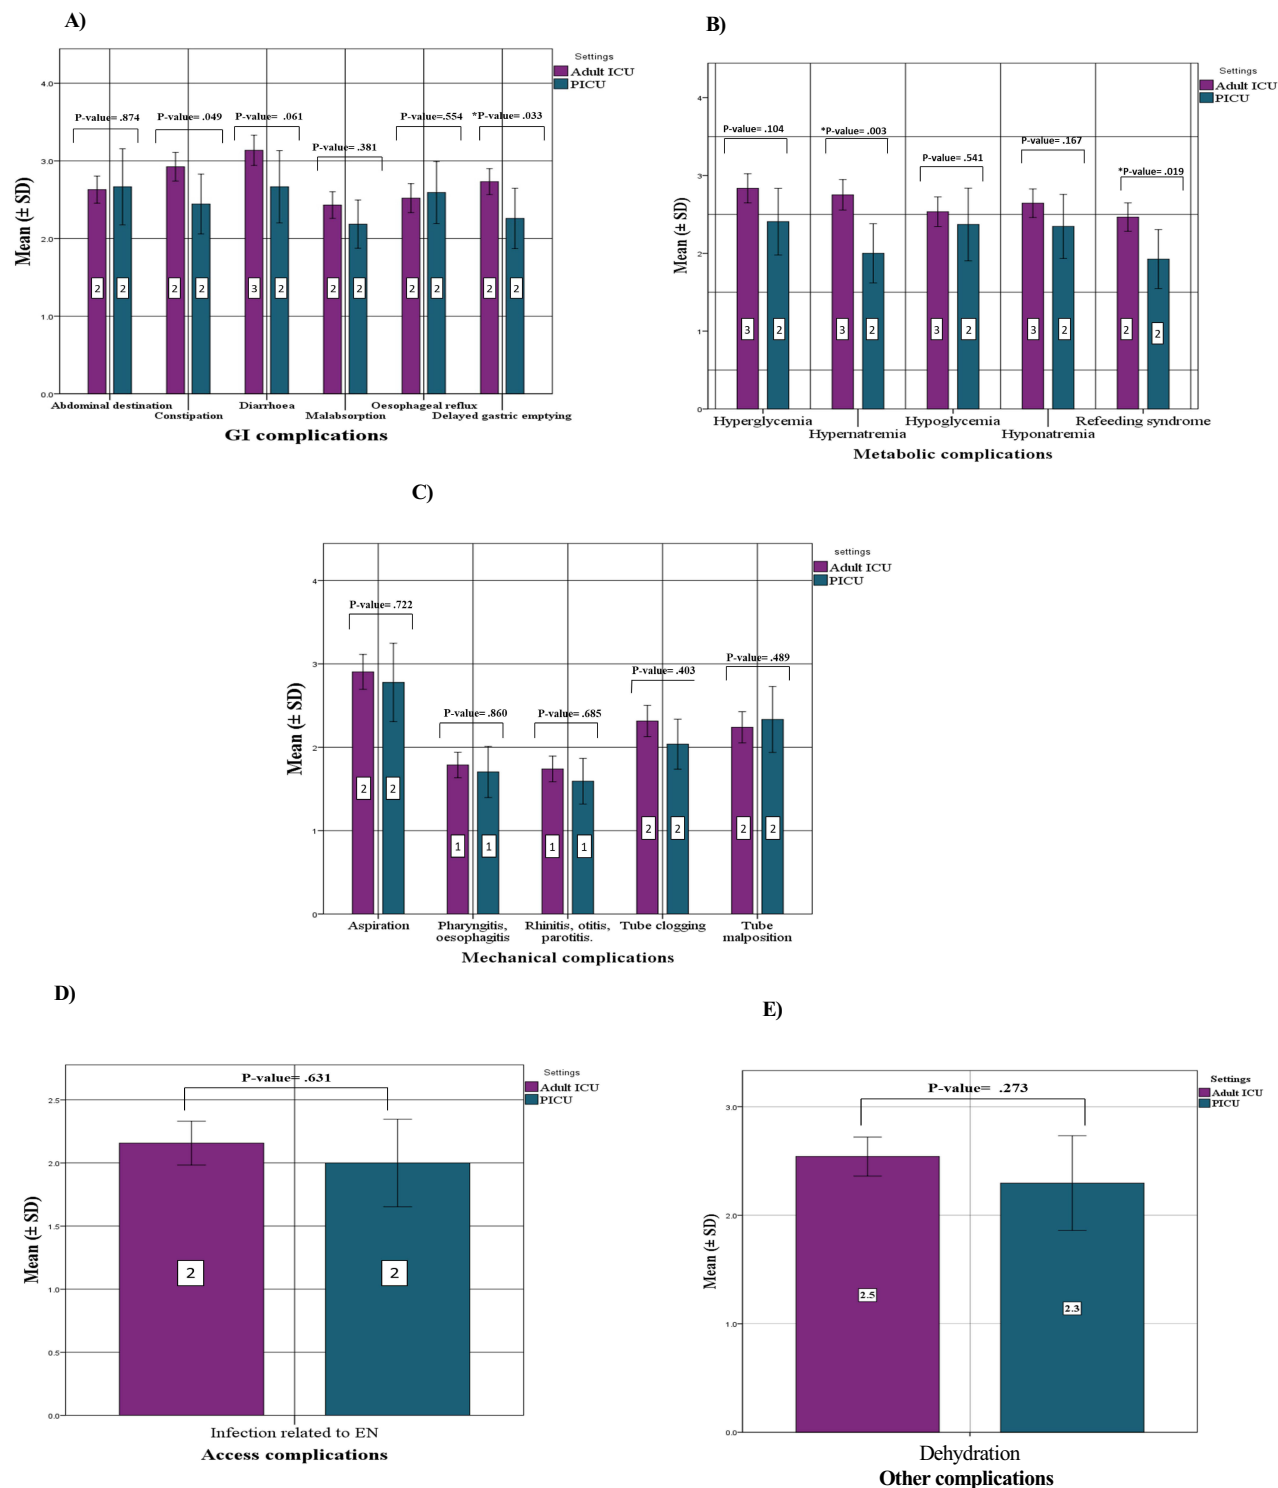 A)
Settings
Adult ICU
PICU
4.0
3.0
2.0
1.0
0.0
Mean (± SD)
P-value= .874
P-value= .049
P-value= .061
P-value= .381
P-value=.554
*P-value= .033
2
2
2
2
3
2
2
2
2
2
2
2
Abdominal destination
Constipation
Diarrhoea
Malabsorption
Oesophageal reflux
Delayed gastric emptying
GI complications
B)
Settings
Adult ICU
PICU
4
3
2
1
0
Mean (± SD)
P-value= .104
*P-value= .003
P-value= .541
P-value= .167
*P-value= .019
3
2
3
2
3
2
3
2
2
2
Hyperglycemia
Hypernatremia
Hypoglycemia
Hyponatremia
Refeeding syndrome
Metabolic complications
C)
settings
Adult ICU
PICU
4
3
2
1
0
Mean (± SD)
P-value= .722
P-value= .860
P-value= .685
P-value= .403
P-value= .489
2
2
1
1
1
1
2
2
2
2
Aspiration
Pharyngitis,
oesophagitis
Rhinitis, otitis,
parotitis.
Tube clogging
Tube
malposition
Mechanical complications
D)
Settings
Adult ICU
PICU
2.5
2.0
1.5
1.0
0.5
0.0
Mean (± SD)
P-value= .631
2
2
Infection related to EN
Access complications
E)
Settings
Adult ICU
PICU
3.0
2.0
1.0
0.0
Mean (± SD)
P-value= .273
2.5
2.3
Dehydration
Other complications